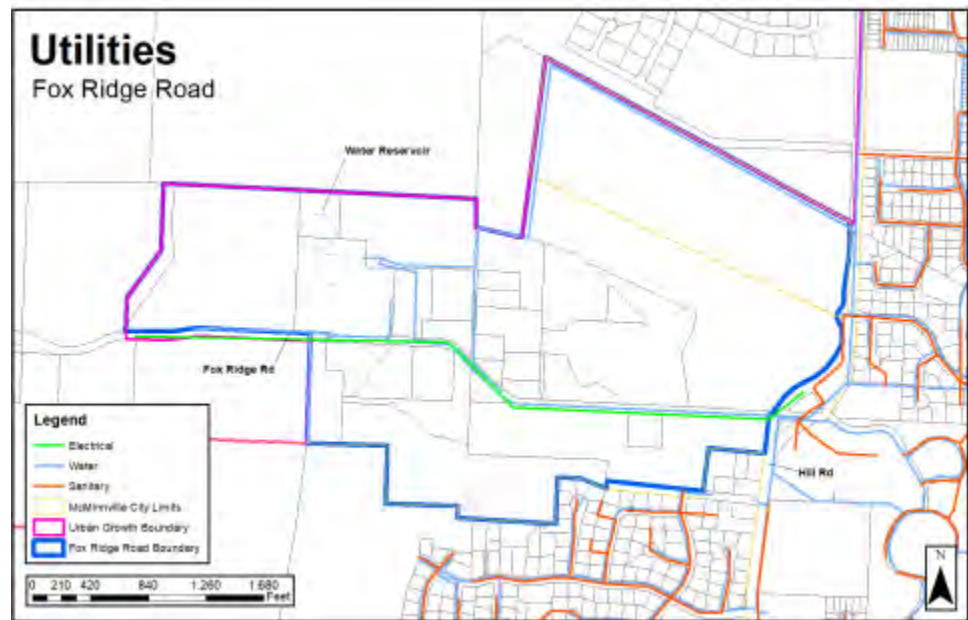 Utilities
Fox Ridge Road
Water Reservoir
Fox Ridge Rd
Hill Rd
Legend
Electrical
Water
Sanitary
McMinnville City Limits
Urban Growth Boundary
Fox Ridge Road Boundary
0 210 420 840 1,260 1,680
Feet
N